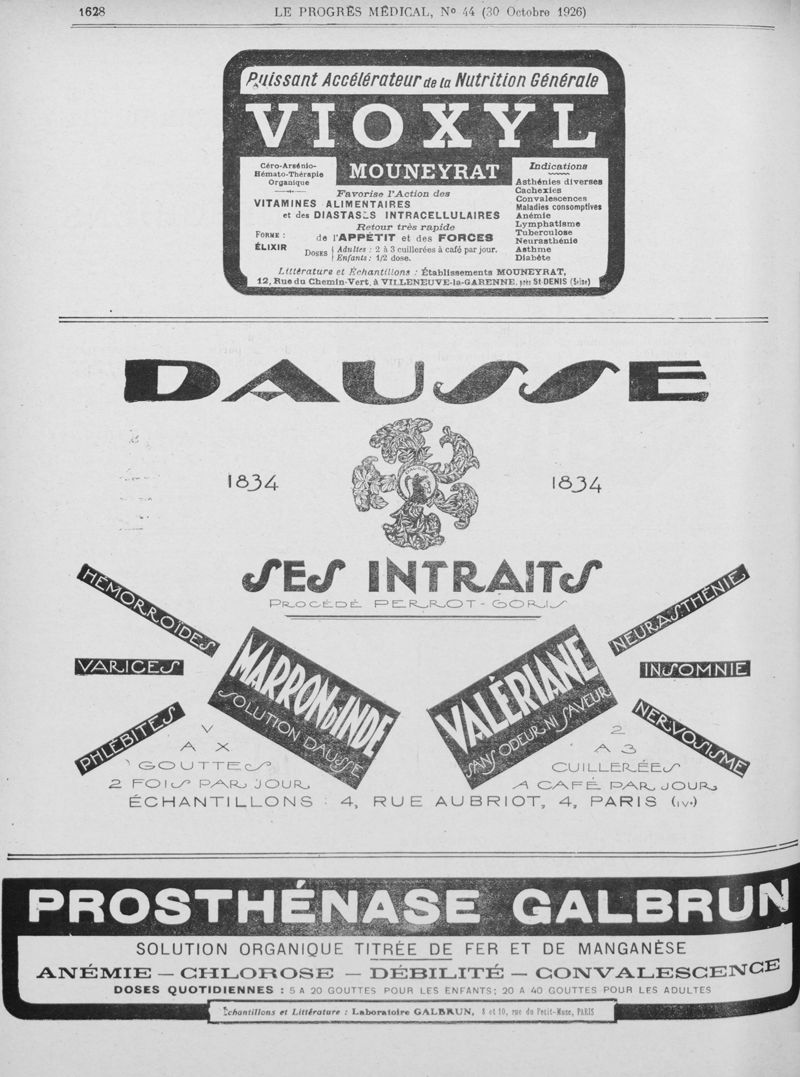 1628
LE PROGRÈS MÉDICAL, No 44 (30 Octobre 1926)
Puissant Accélérateur de la Nutrition Générale
VIOXYL
MOUNEYRAT
Céro-Arsénio-
Hémato-Thérapie
Organique
Favorise l'Action des
VITAMINES ALIMENTAIRES
et des DIASTASES INTRACELLULAIRES
Retour très rapide
de l'APPÉTIT et des FORCES
FORME :
ÉLIXIR
DOSES { Adultes : 2 à 3 cuillerées à café par jour.
Enfants : 1/2 dose.
Indications
Asthénies diverses
Cachexies
Convalescences
Maladies consomptives
Anémie
Lymphatisme
Tuberculose
Neurasthénie
Asthme
Diabète
Littérature et Échantillons : Établissements MOUNEYRAT,
12, Rue du Chemin-Vert, à VILLENEUVE-la-GARENNE, près St-DENIS (Seine)
DAUSSE
1834
1834
SES INTRAITS
PROCÉDÉ PERROT-GORIS
HÉMORROÏDES
VARICES
PHLÉBITES
MARRON D'INDE
SOLUTION DAUSSE
V
A X
GOUTTES
2 FOIS PAR JOUR
VALÉRIANE
SANS ODEUR NI SAVEUR
NEURASTHÉNIE
INSOMNIE
NERVOSISME
2
A 3
CUILLERÉES
A CAFÉ PAR JOUR
ÉCHANTILLONS : 4, RUE AUBRIOT, 4, PARIS (IV.)
PROSTHÉNASE GALBRUN
SOLUTION ORGANIQUE TITRÉE DE FER ET DE MANGANÈSE
ANÉMIE — CHLOROSE — DÉBILITÉ — CONVALESCENCE
DOSES QUOTIDIENNES : 5 A 20 GOUTTES POUR LES ENFANTS; 20 A 40 GOUTTES POUR LES ADULTES
Échantillons et Littérature : Laboratoire GALBRUN, 8 et 10, rue du Petit-Musc, PARIS